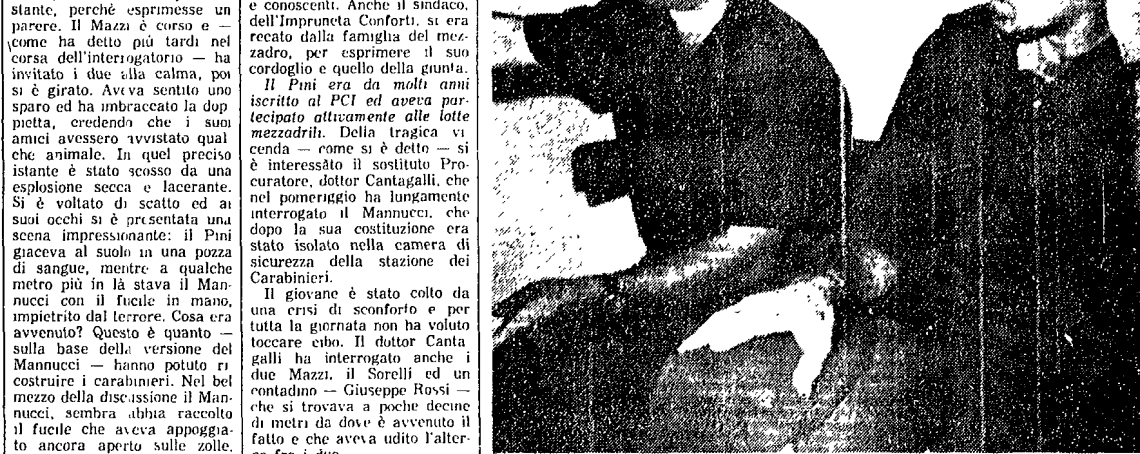 stante, perché esprimesse un
parere. Il Mazzi è corso e —
come ha detto più tardi nel
corsa dell'interrogatorio — ha
invitato i due alla calma, poi
si è girato. Aveva sentito uno
sparo ed ha imbraccato la dop
pietta, credendo che i suoi
amici avessero avvistato qual
che animale. In quel preciso
istante è stato scosso da una
esplosione secca e lacerante.
Si è voltato di scatto ed ai
suoi occhi si è presentata una
scena impressionante: il Pini
giaceva al suolo in una pozza
di sangue, mentre a qualche
metro più in là stava il Man-
nucci con il fucile in mano,
impietrito dal terrore. Cosa era
avvenuto? Questo è quanto —
sulla base della versione del
Mannucci — hanno potuto ri
costruire i carabinieri. Nel bel
mezzo della discussione il Man-
nucci, sembra abbia raccolto
il fucile che aveva appoggia-
to ancora aperto sulle zolle.
e conoscenti. Anche il sindaco,
dell'Impruneta Conforti, si era
recato dalla famiglia del mez-
zadro, per esprimere il suo
cordoglio e quello della giunta.
Il Pini era da molti anni
iscritto al PCI ed aveva par-
tecipato attivamente alle lotte
mezzadrili. Della tragica vi
cenda — come si è detto — si
è interessato il sostituto Pro-
curatore, dottor Cantagalli, che
nel pomeriggio ha lungamente
interrogato il Mannucci, che
dopo la sua costituzione era
stato isolato nella camera di
sicurezza della stazione dei
Carabinieri.
Il giovane è stato colto da
una crisi di sconforto e per
tutta la giornata non ha voluto
toccare cibo. Il dottor Canta
galli ha interrogato anche i
due Mazzi, il Sorelli ed un
contadino — Giuseppe Rossi —
che si trovava a poche decine
di metri da dove è avvenuto il
fatto e che aveva udito l'alter-